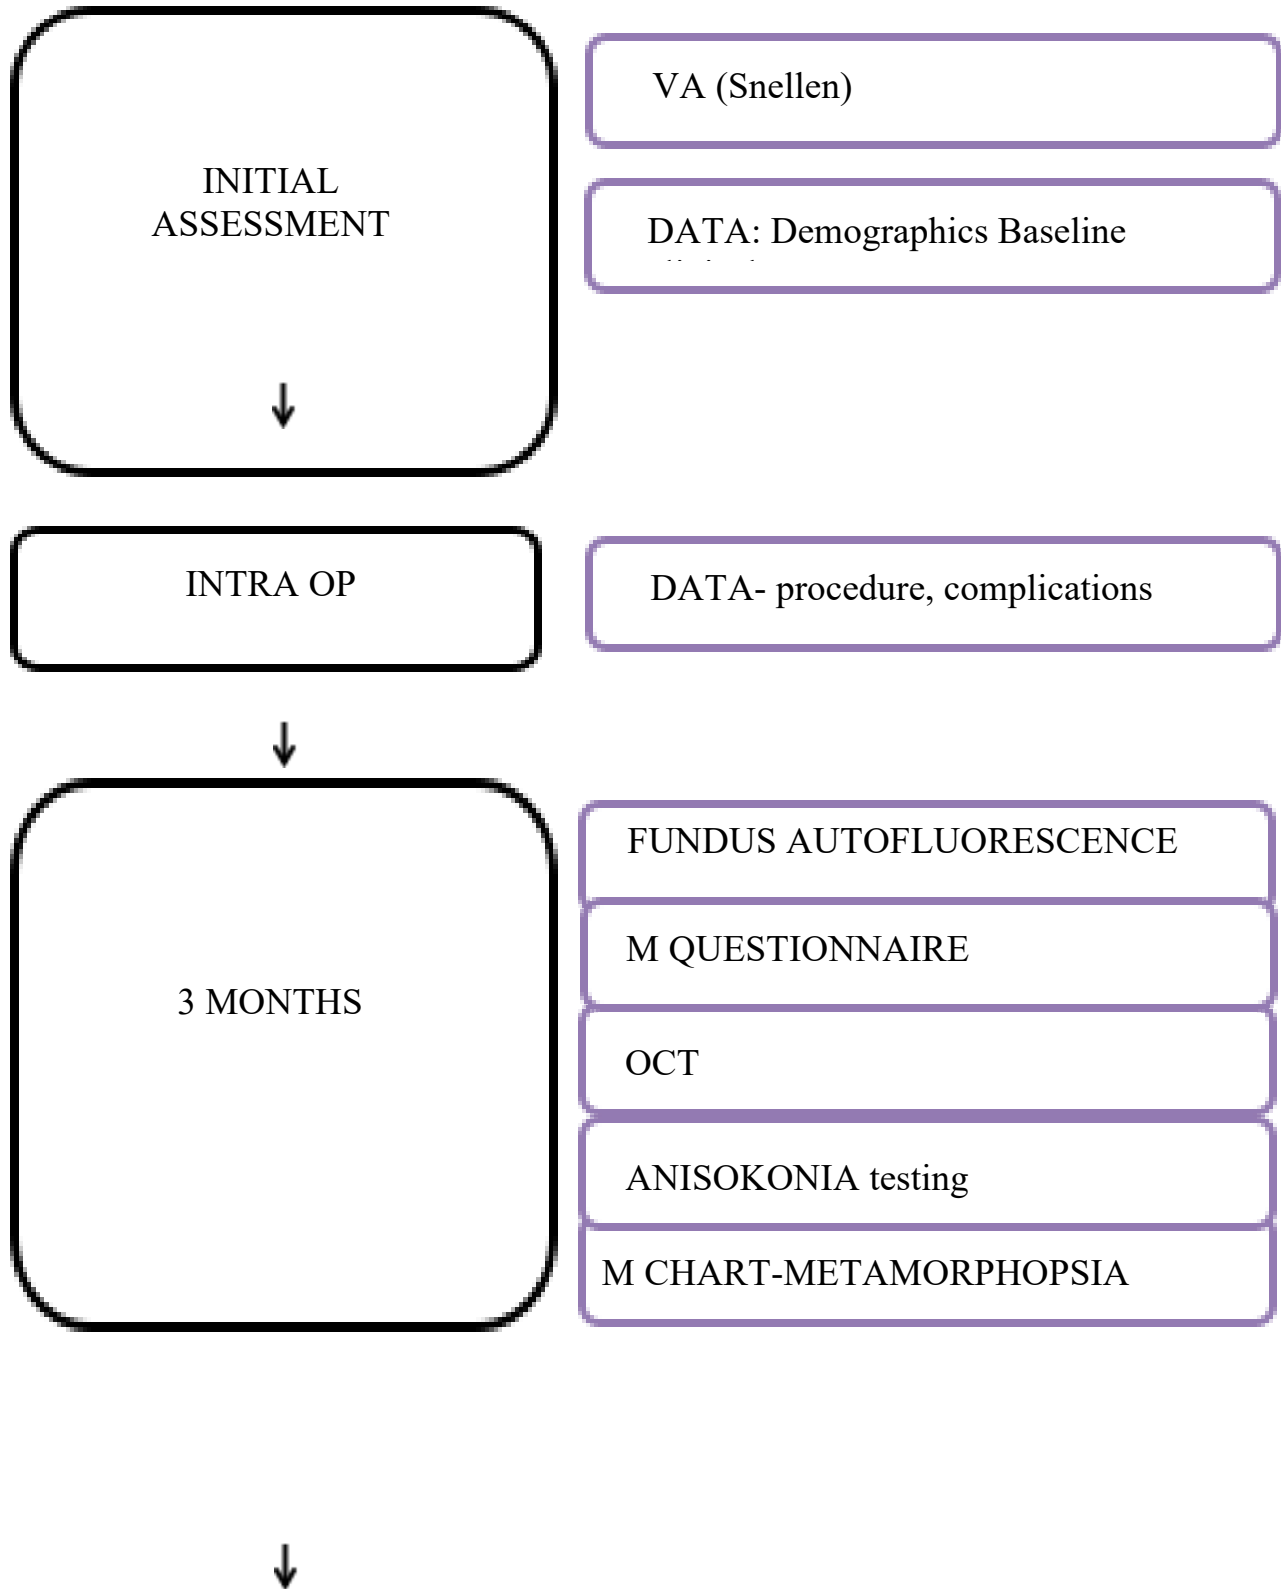 INITIAL
ASSESSMENT
VA (Snellen)
DATA: Demographics Baseline
INTRA OP
DATA- procedure, complications
3 MONTHS
FUNDUS AUTOFLUORESCENCE
M QUESTIONNAIRE
OCT
ANISOKONIA testing
M CHART-METAMORPHOPSIA